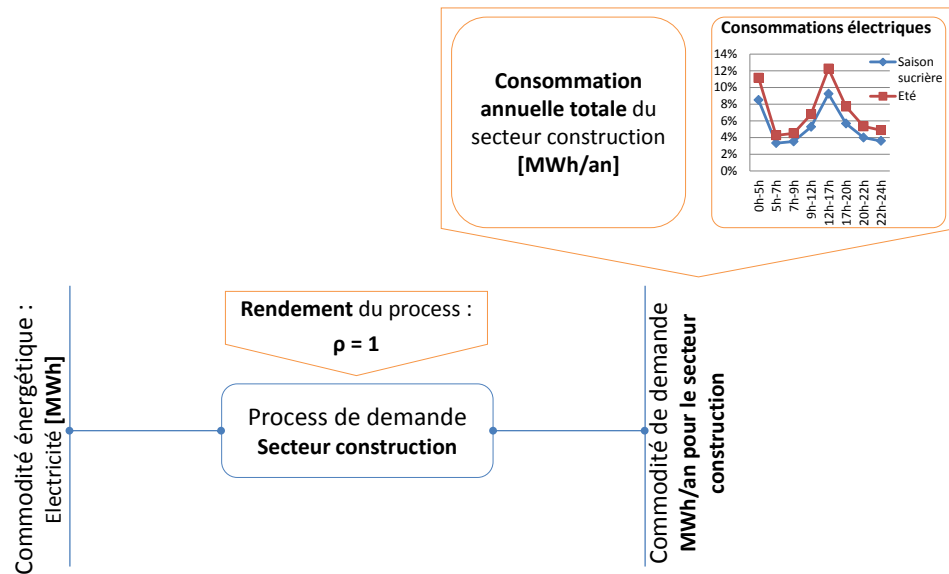 Consommation
annuelle totale du
secteur construction
[MWh/an]
Consommations électriques
14%
12%
10%
8%
6%
4%
2%
0%
0h-5h
5h-7h
7h-9h
9h-12h
12h-17h
17h-20h
20h-22h
22h-24h
Saison
sucrière
Eté
Commodité énergétique :
Electricité [MWh]
Rendement du process :
ρ = 1
Process de demande
Secteur construction
Commodité de demande
MWh/an pour le secteur
construction